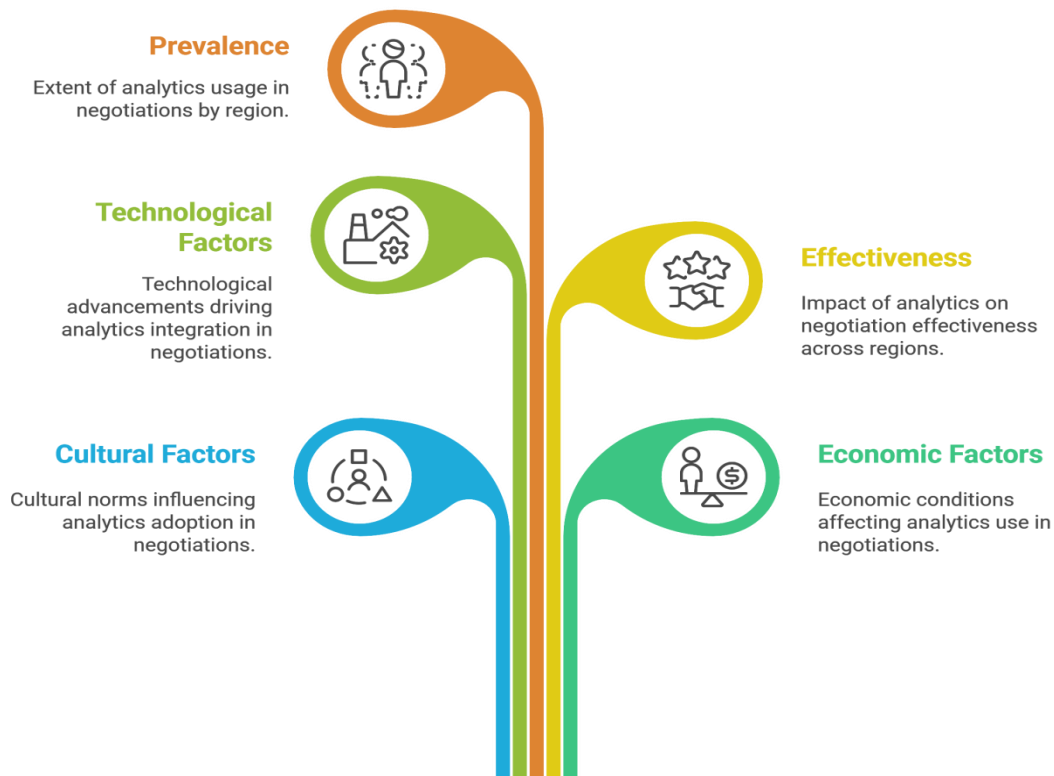 Prevalence
Extent of analytics usage in
negotiations by region.
Technological
Factors
Technological
advancements driving
analytics integration in
negotiations.
Effectiveness
Impact of analytics on
negotiation effectiveness
across regions.
Cultural Factors
Cultural norms influencing
analytics adoption in
negotiations.
Economic Factors
Economic conditions
affecting analytics use in
negotiations.
$